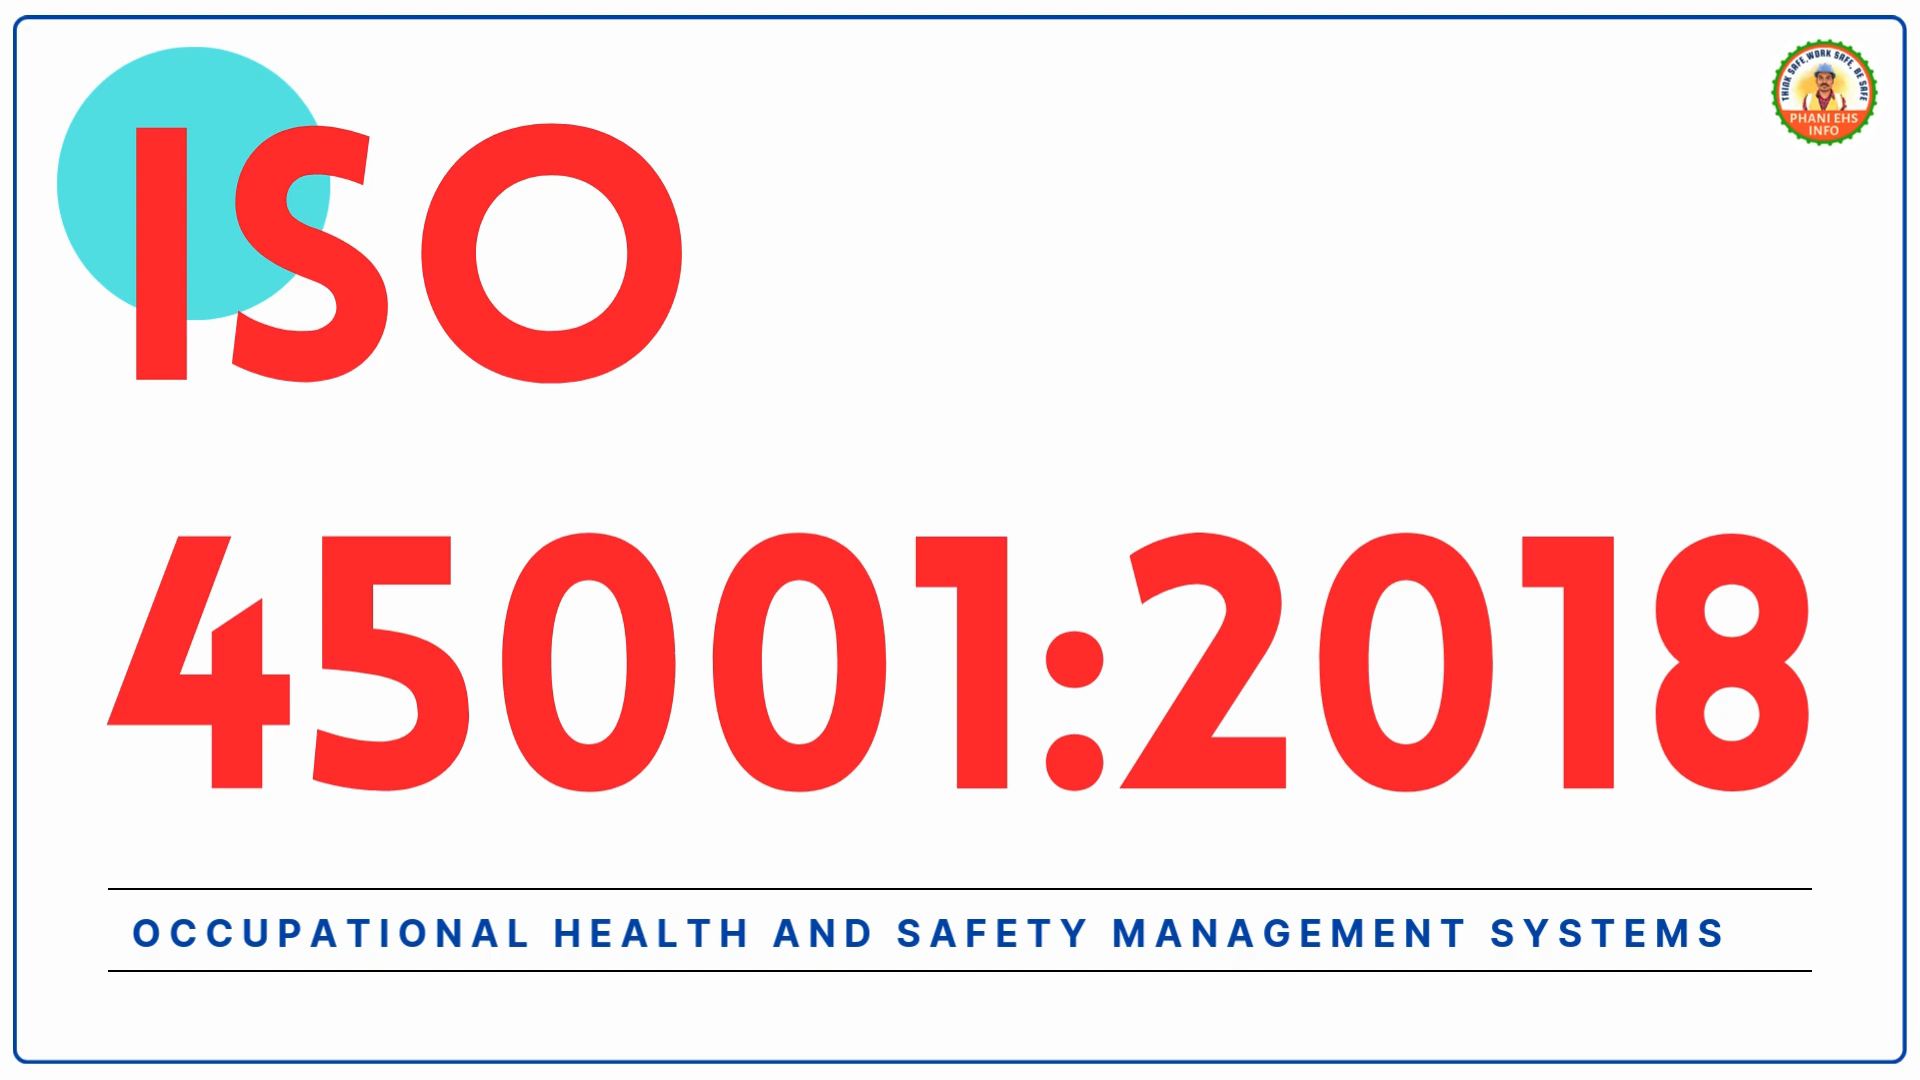 ISO
45001:2018
OCCUPATIONAL HEALTH AND SAFETY MANAGEMENT SYSTEMS
THINK SAFE, WORK SAFE, BE SAFE
PHANI EHS
INFO